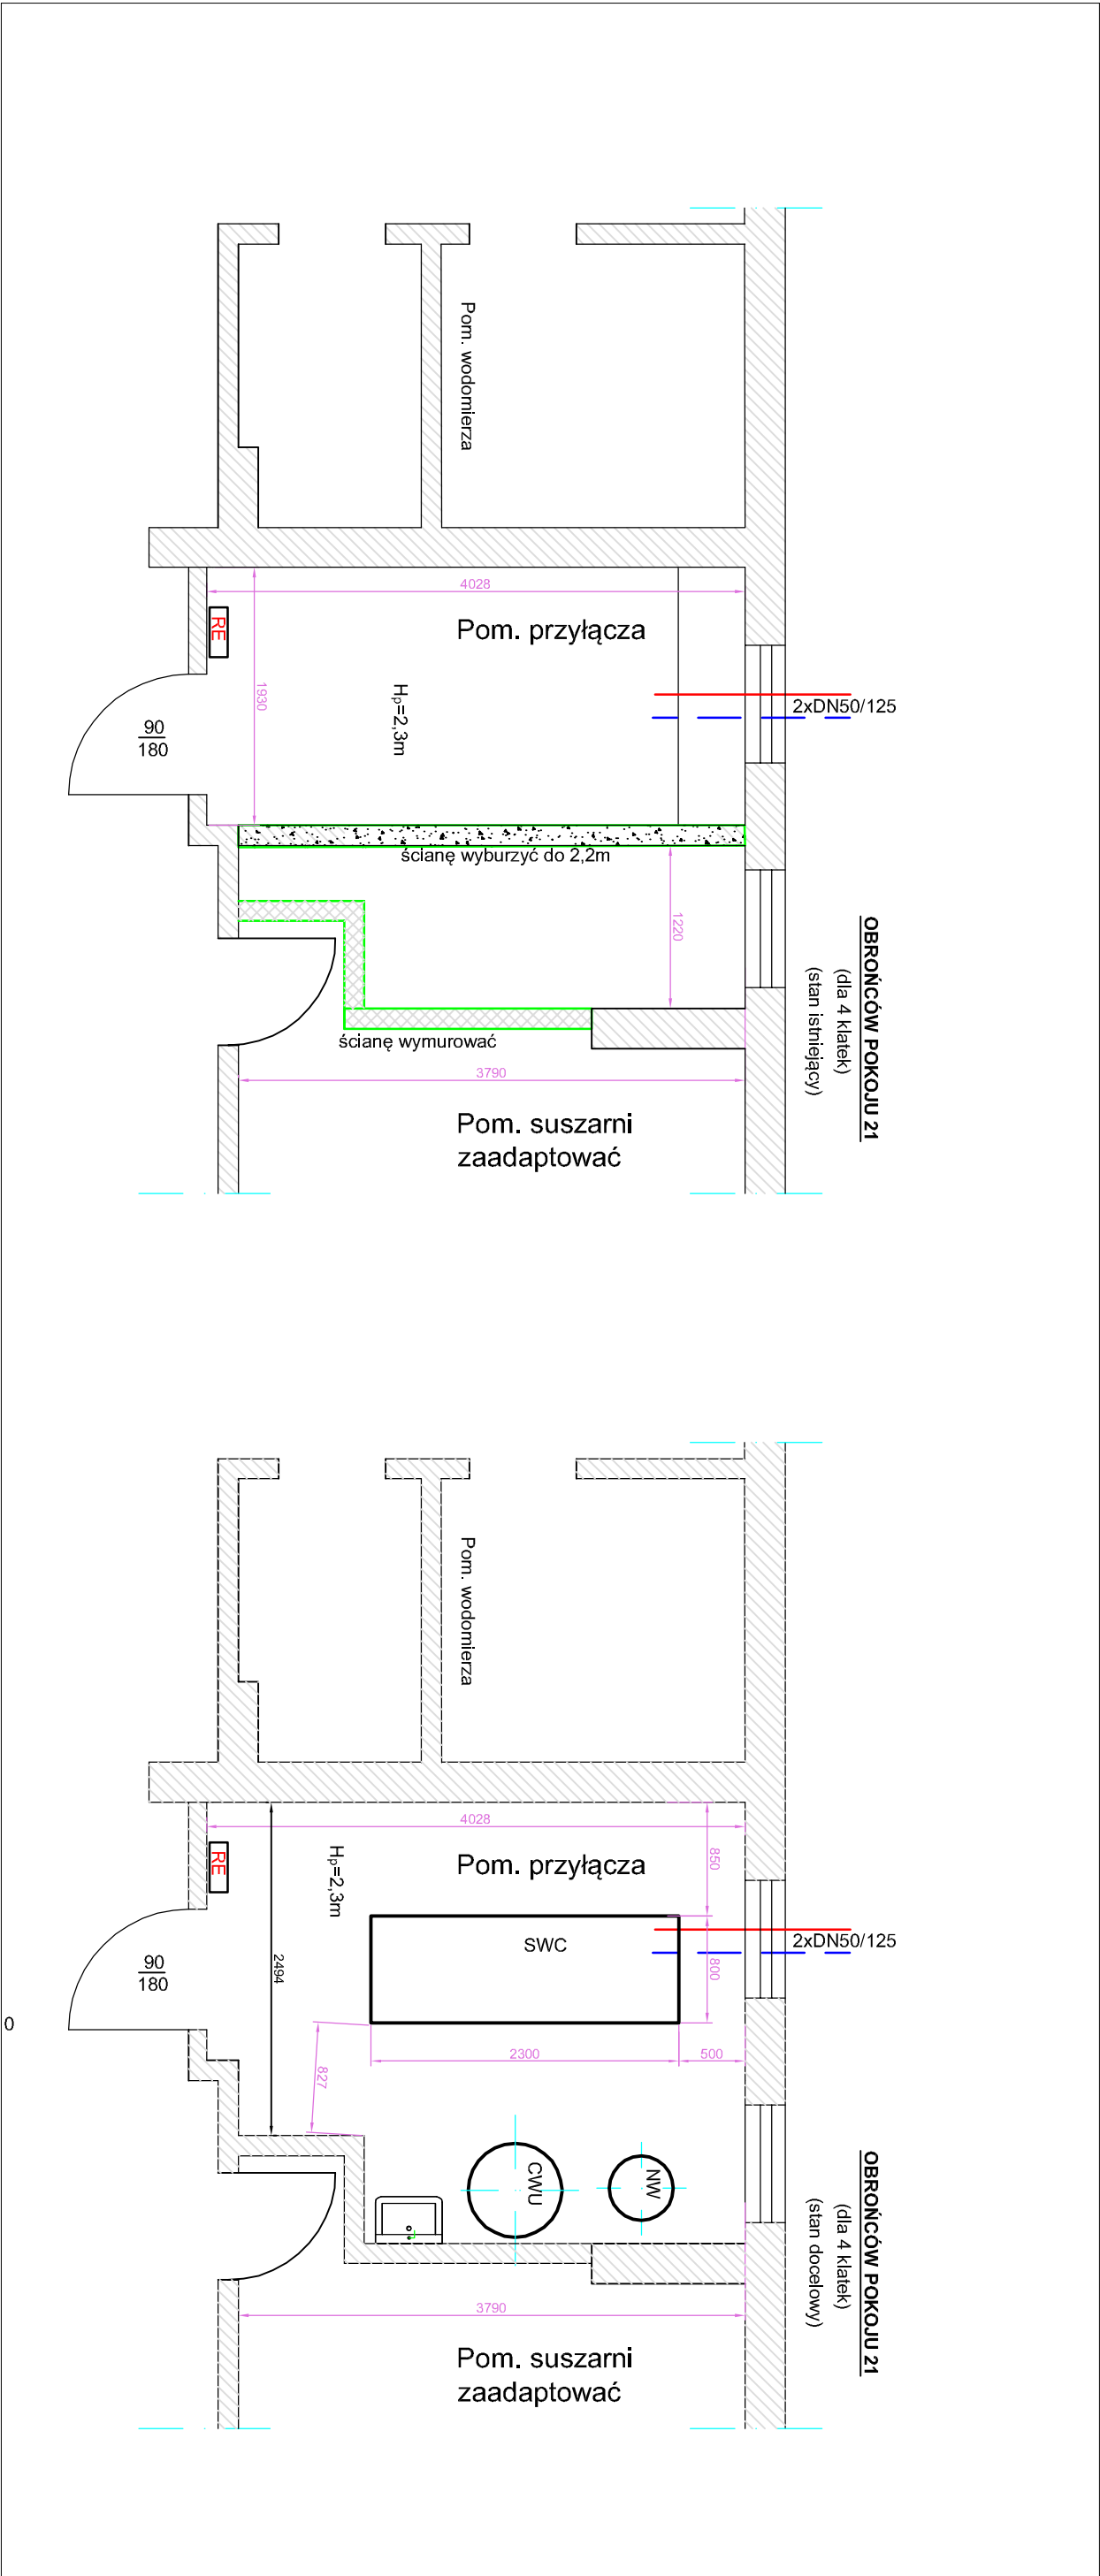 Pom. wodomierza
4028
Pom. przyłącza
RE
1930
Hp=2,3m
2xDN50/125
90
180
ścianę wyburzyć do 2,2m
1220
OBROŃCÓW POKOJU 21
(dla 4 klatek)
(stan istniejący)
ścianę wymurować
3790
Pom. suszarni
zaadaptować
Pom. wodomierza
4028
850
Pom. przyłącza
RE
Hp=2,3m
SWC
2xDN50/125
800
90
180
2494
0
2300
500
827
CWU
NW
OBROŃCÓW POKOJU 21
(dla 4 klatek)
(stan docelowy)
3790
Pom. suszarni
zaadaptować